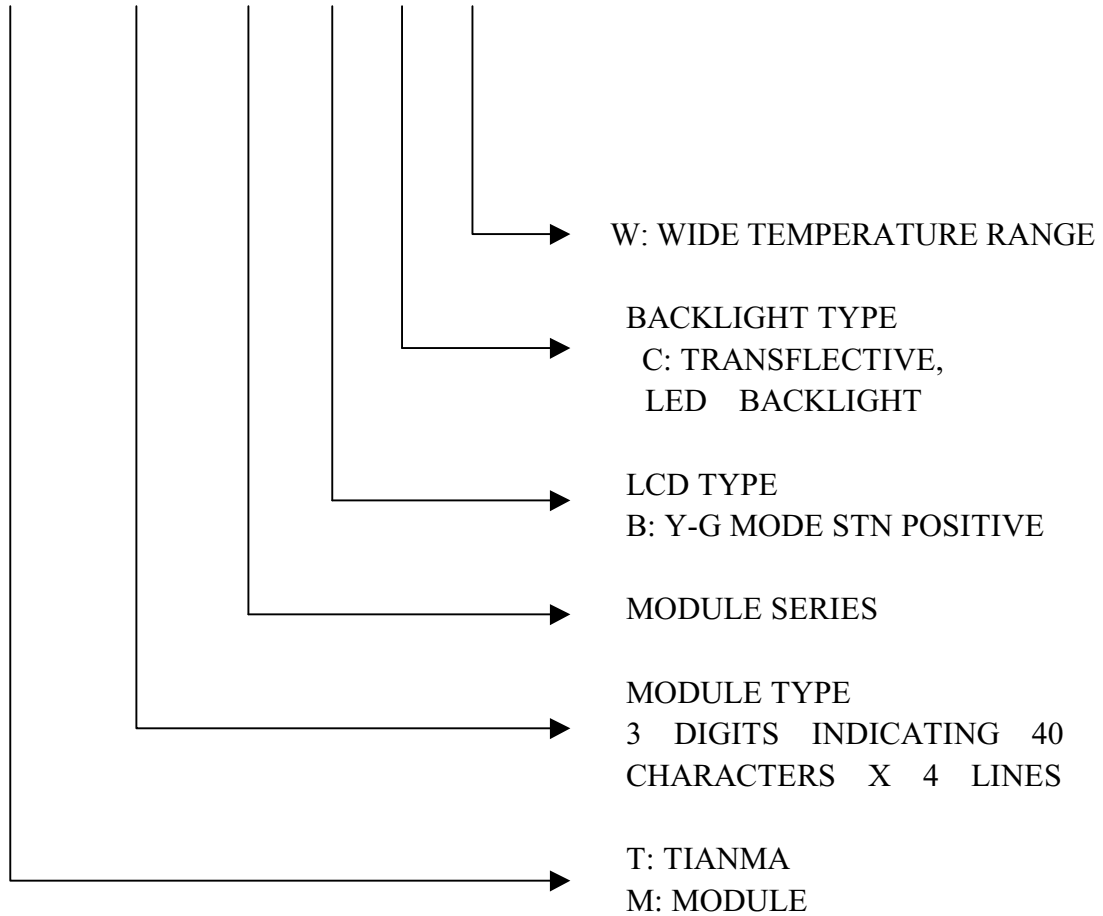 W: WIDE TEMPERATURE RANGE
BACKLIGHT TYPE
C: TRANSFLECTIVE,
LED BACKLIGHT
LCD TYPE
B: Y-G MODE STN POSITIVE
MODULE SERIES
MODULE TYPE
3 DIGITS INDICATING 40
CHARACTERS X 4 LINES
T: TIANMA
M: MODULE